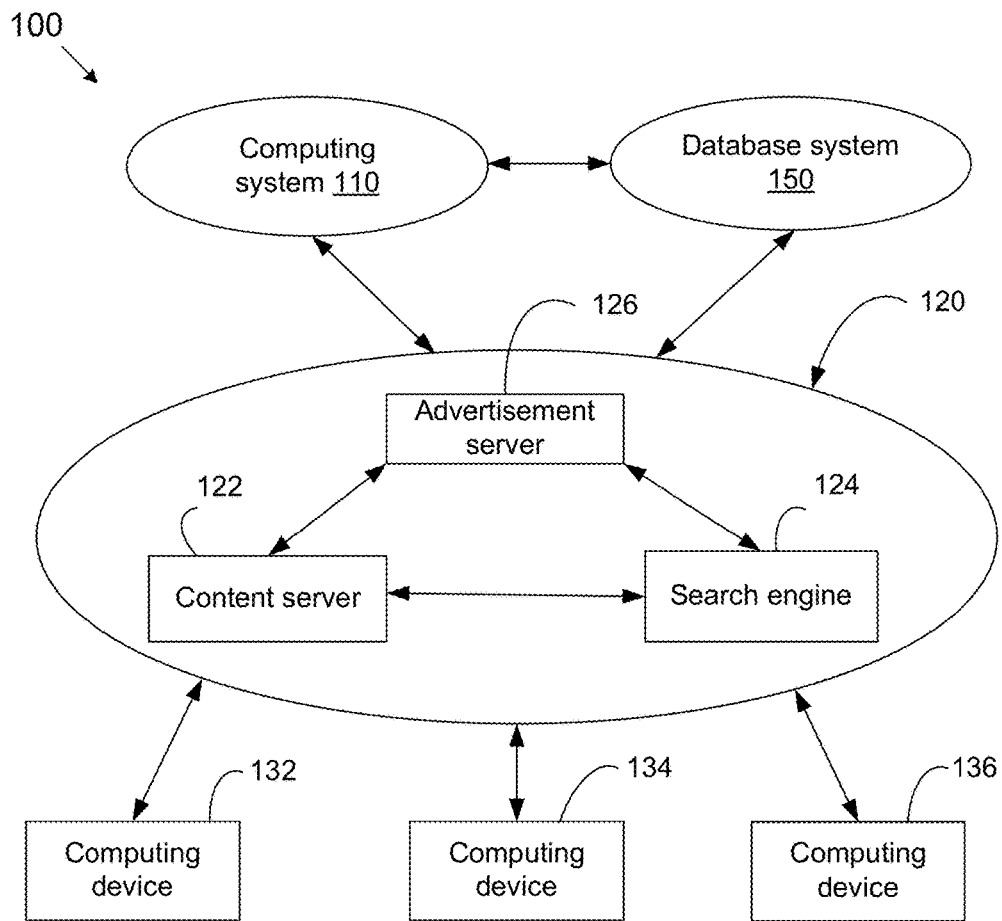 100
Computing
system 110
Database system
150
126
120
Advertisement
server
122
124
Content server
Search engine
132
134
136
Computing
device
Computing
device
Computing
device